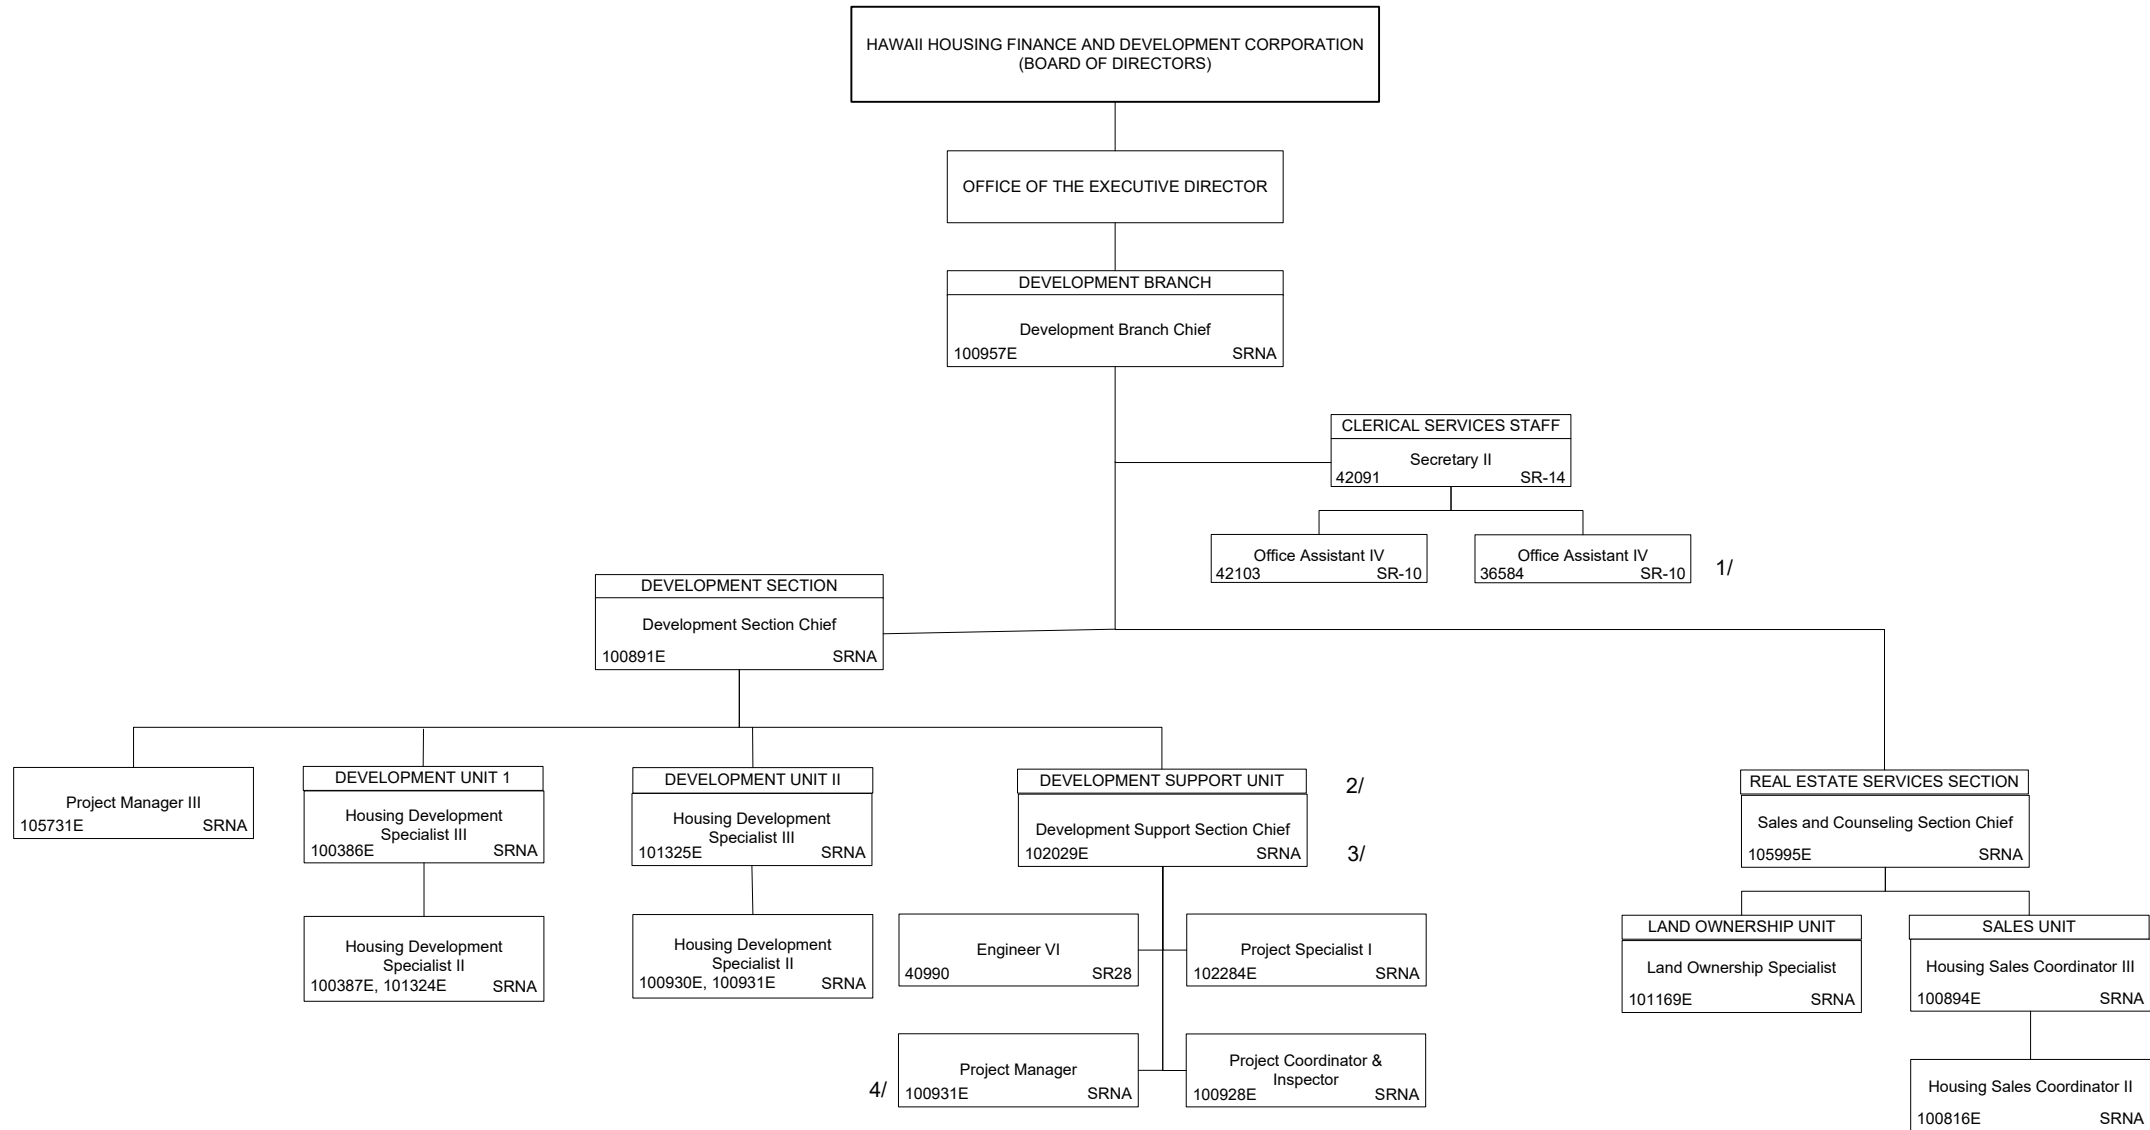 HAWAII HOUSING FINANCE AND DEVELOPMENT CORPORATION
(BOARD OF DIRECTORS)
OFFICE OF THE EXECUTIVE DIRECTOR
DEVELOPMENT BRANCH
Development Branch Chief
100957E SRNA
CLERICAL SERVICES STAFF
Secretary II
42091 SR-14
Office Assistant IV
42103 SR-10
Office Assistant IV
36584 SR-10
1/
DEVELOPMENT SECTION
Development Section Chief
100891E SRNA
Project Manager III
105731E SRNA
DEVELOPMENT UNIT 1
Housing Development
Specialist III
100386E SRNA
Housing Development
Specialist II
100387E, 101324E SRNA
DEVELOPMENT UNIT II
Housing Development
Specialist III
101325E SRNA
Housing Development
Specialist II
100930E, 100931E SRNA
DEVELOPMENT SUPPORT UNIT
2/
Development Support Section Chief
102029E SRNA
3/
Engineer VI
40990 SR28
Project Specialist I
102284E SRNA
4/
Project Manager
100931E SRNA
Project Coordinator &
Inspector
100928E SRNA
REAL ESTATE SERVICES SECTION
Sales and Counseling Section Chief
105995E SRNA
LAND OWNERSHIP UNIT
Land Ownership Specialist
101169E SRNA
SALES UNIT
Housing Sales Coordinator III
100894E SRNA
Housing Sales Coordinator II
100816E SRNA